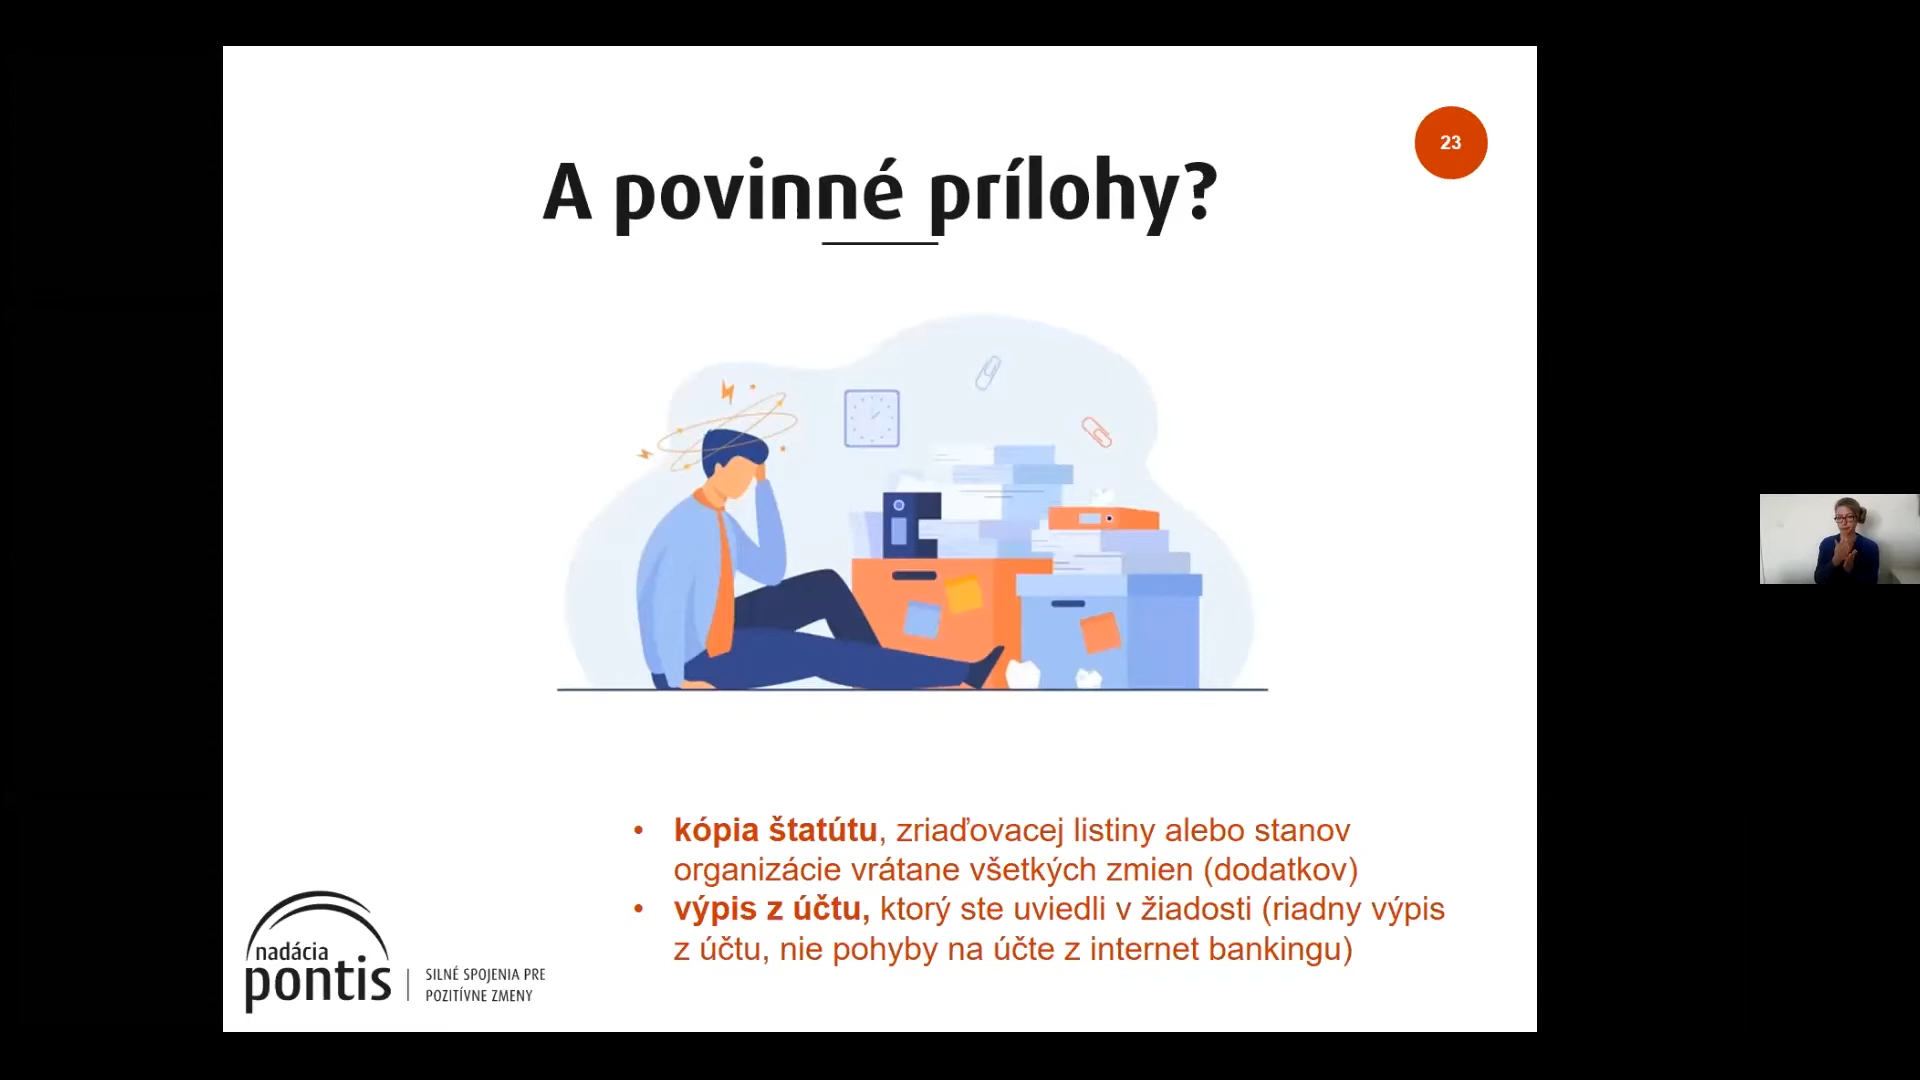 23
A povinné prílohy?
• kópia štatútu, zriaďovacej listiny alebo stanov
organizácie vrátane všetkých zmien (dodatkov)
• výpis z účtu, ktorý ste uviedli v žiadosti (riadny výpis
z účtu, nie pohyby na účte z internet bankingu)
nadácia
pontis
SILNÉ SPOJENIA PRE
POZITÍVNE ZMENY